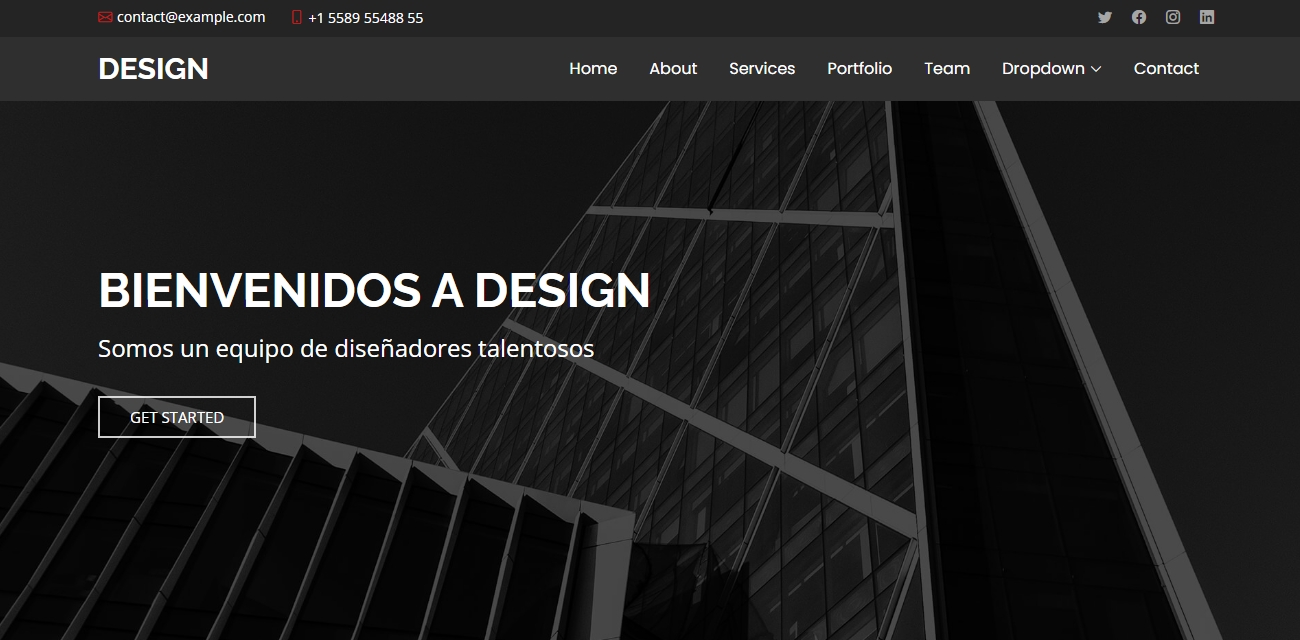 contact@example.com +1 5589 55488 55
DESIGN Home About Services Portfolio Team Dropdown Contact
BIENVENIDOS A DESIGN
Somos un equipo de diseñadores talentosos
GET STARTED